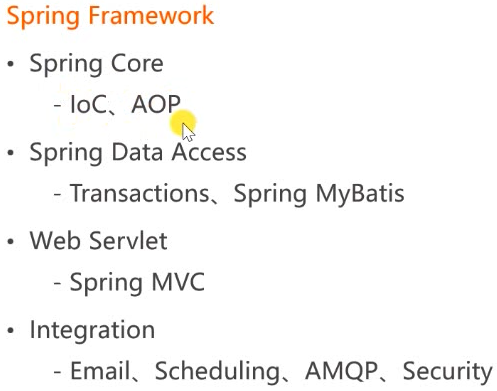 Spring Framework
• Spring Core
- IoC、AOP
• Spring Data Access
- Transactions、Spring MyBatis
• Web Servlet
- Spring MVC
• Integration
- Email、Scheduling、AMQP、Security